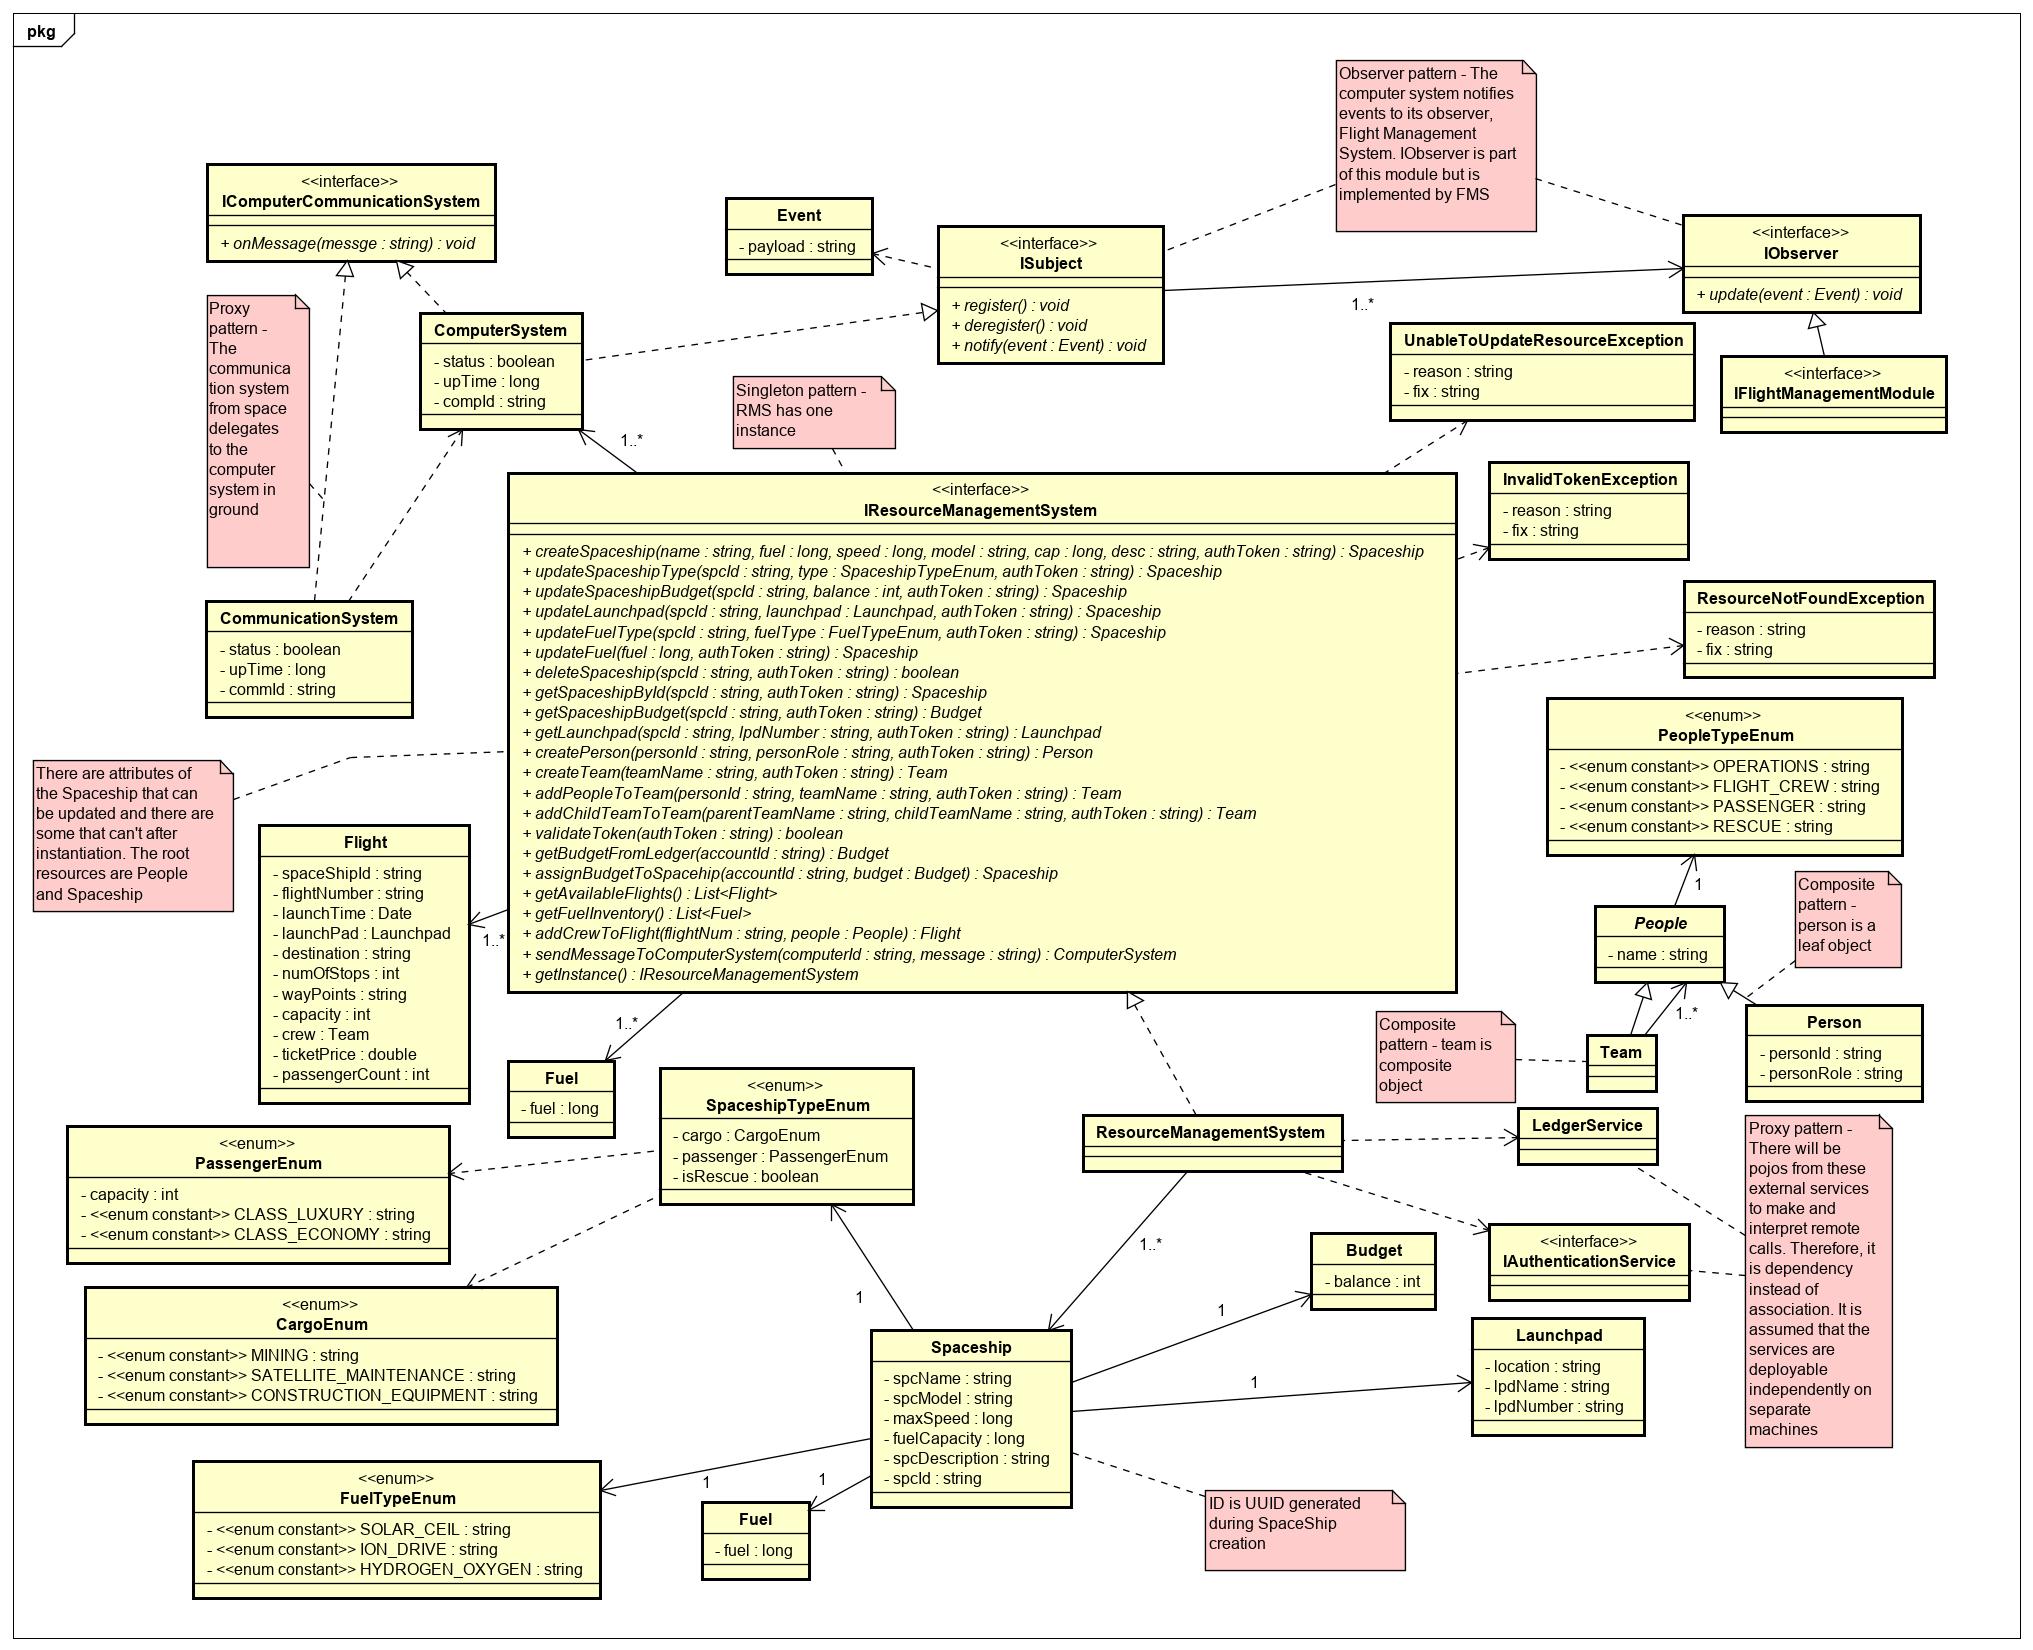 pkg
Observer pattern - The
computer system notifies
events to its observer,
Flight Management
System. IObserver is part
of this module but is
implemented by FMS
<<interface>>
IComputerCommunicationSystem
+ onMessage(messge : string) : void
Event
- payload : string
<<interface>>
ISubject
+ register() : void
+ deregister() : void
+ notify(event : Event) : void
<<interface>>
IObserver
+ update(event : Event) : void
1..*
Proxy
pattern -
The
communica
tion system
from space
delegates
to the
computer
system in
ground
ComputerSystem
- status : boolean
- upTime : long
- compId : string
1..*
Singleton pattern -
RMS has one
instance
UnableToUpdateResourceException
- reason : string
- fix : string
<<interface>>
IFlightManagementModule
InvalidTokenException
- reason : string
- fix : string
<<interface>>
IResourceManagementSystem
+ createSpaceship(name : string, fuel : long, speed : long, model : string, cap : long, desc : string, authToken : string) : Spaceship
+ updateSpaceshipType(spcId : string, type : SpaceshipTypeEnum, authToken : string) : Spaceship
+ updateSpaceshipBudget(spcId : string, balance : int, authToken : string) : Spaceship
+ updateLaunchpad(spcId : string, launchpad : Launchpad, authToken : string) : Spaceship
+ updateFuelType(spcId : string, fuelType : FuelTypeEnum, authToken : string) : Spaceship
+ updateFuel(fuel : long, authToken : string) : Spaceship
+ deleteSpaceship(spcId : string, authToken : string) : boolean
+ getSpaceshipById(spcId : string, authToken : string) : Spaceship
+ getSpaceshipBudget(spcId : string, authToken : string) : Budget
+ getLaunchpad(spcId : string, lpdNumber : string, authToken : string) : Launchpad
+ createPerson(personId : string, personRole : string, authToken : string) : Person
+ createTeam(teamName : string, authToken : string) : Team
+ addPeopleToTeam(personId : string, teamName : string, authToken : string) : Team
+ addChildTeamToTeam(parentTeamName : string, childTeamName : string, authToken : string) : Team
+ validateToken(authToken : string) : boolean
+ getBudgetFromLedger(accountId : string) : Budget
+ assignBudgetToSpacehip(accountId : string, budget : Budget) : Spaceship
+ getAvailableFlights() : List<Flight>
+ getFuelInventory() : List<Fuel>
+ addCrewToFlight(flightNum : string, people : People) : Flight
+ sendMessageToComputerSystem(computerId : string, message : string) : ComputerSystem
+ getInstance() : IResourceManagementSystem
CommunicationSystem
- status : boolean
- upTime : long
- commId : string
ResourceNotFoundException
- reason : string
- fix : string
<<enum>>
PeopleTypeEnum
- <<enum constant>> OPERATIONS : string
- <<enum constant>> FLIGHT_CREW : string
- <<enum constant>> PASSENGER : string
- <<enum constant>> RESCUE : string
There are attributes of
the Spaceship that can
be updated and there are
some that can't after
instantiation. The root
resources are People
and Spaceship
Flight
- spaceShipId : string
- flightNumber : string
- launchTime : Date
- launchPad : Launchpad
- destination : string
- numOfStops : int
- wayPoints : string
- capacity : int
- crew : Team
- ticketPrice : double
- passengerCount : int
1..*
1
Composite
pattern -
person is a
leaf object
People
- name : string
1..*
Person
- personId : string
- personRole : string
Composite
pattern - team is
composite
object
Team
1..*
Fuel
- fuel : long
<<enum>>
SpaceshipTypeEnum
- cargo : CargoEnum
- passenger : PassengerEnum
- isRescue : boolean
ResourceManagementSystem
LedgerService
Proxy pattern -
There will be
pojos from these
external services
to make and
interpret remote
calls. Therefore, it
is dependency
instead of
association. It is
assumed that the
services are
deployable
independently on
separate
machines
<<enum>>
PassengerEnum
- capacity : int
- <<enum constant>> CLASS_LUXURY : string
- <<enum constant>> CLASS_ECONOMY : string
1..*
<<interface>>
IAuthenticationService
Budget
- balance : int
<<enum>>
CargoEnum
- <<enum constant>> MINING : string
- <<enum constant>> SATELLITE_MAINTENANCE : string
- <<enum constant>> CONSTRUCTION_EQUIPMENT : string
1
1
Spaceship
- spcName : string
- spcModel : string
- maxSpeed : long
- fuelCapacity : long
- spcDescription : string
- spcId : string
1
Launchpad
- location : string
- lpdName : string
- lpdNumber : string
<<enum>>
FuelTypeEnum
- <<enum constant>> SOLAR_CEIL : string
- <<enum constant>> ION_DRIVE : string
- <<enum constant>> HYDROGEN_OXYGEN : string
1
1
Fuel
- fuel : long
ID is UUID generated
during SpaceShip
creation